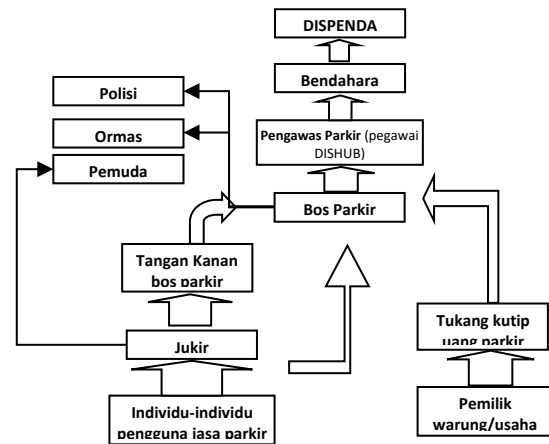 DISPENDA
Bendahara
Polisi
Ormas
Pengawas Parkir (pegawai
DISHUB)
Pemuda
Bos Parkir
Tangan Kanan
bos parkir
Tukang kutip
uang parkir
Jukir
Individu-individu
pengguna jasa parkir
Pemilik
warung/usaha